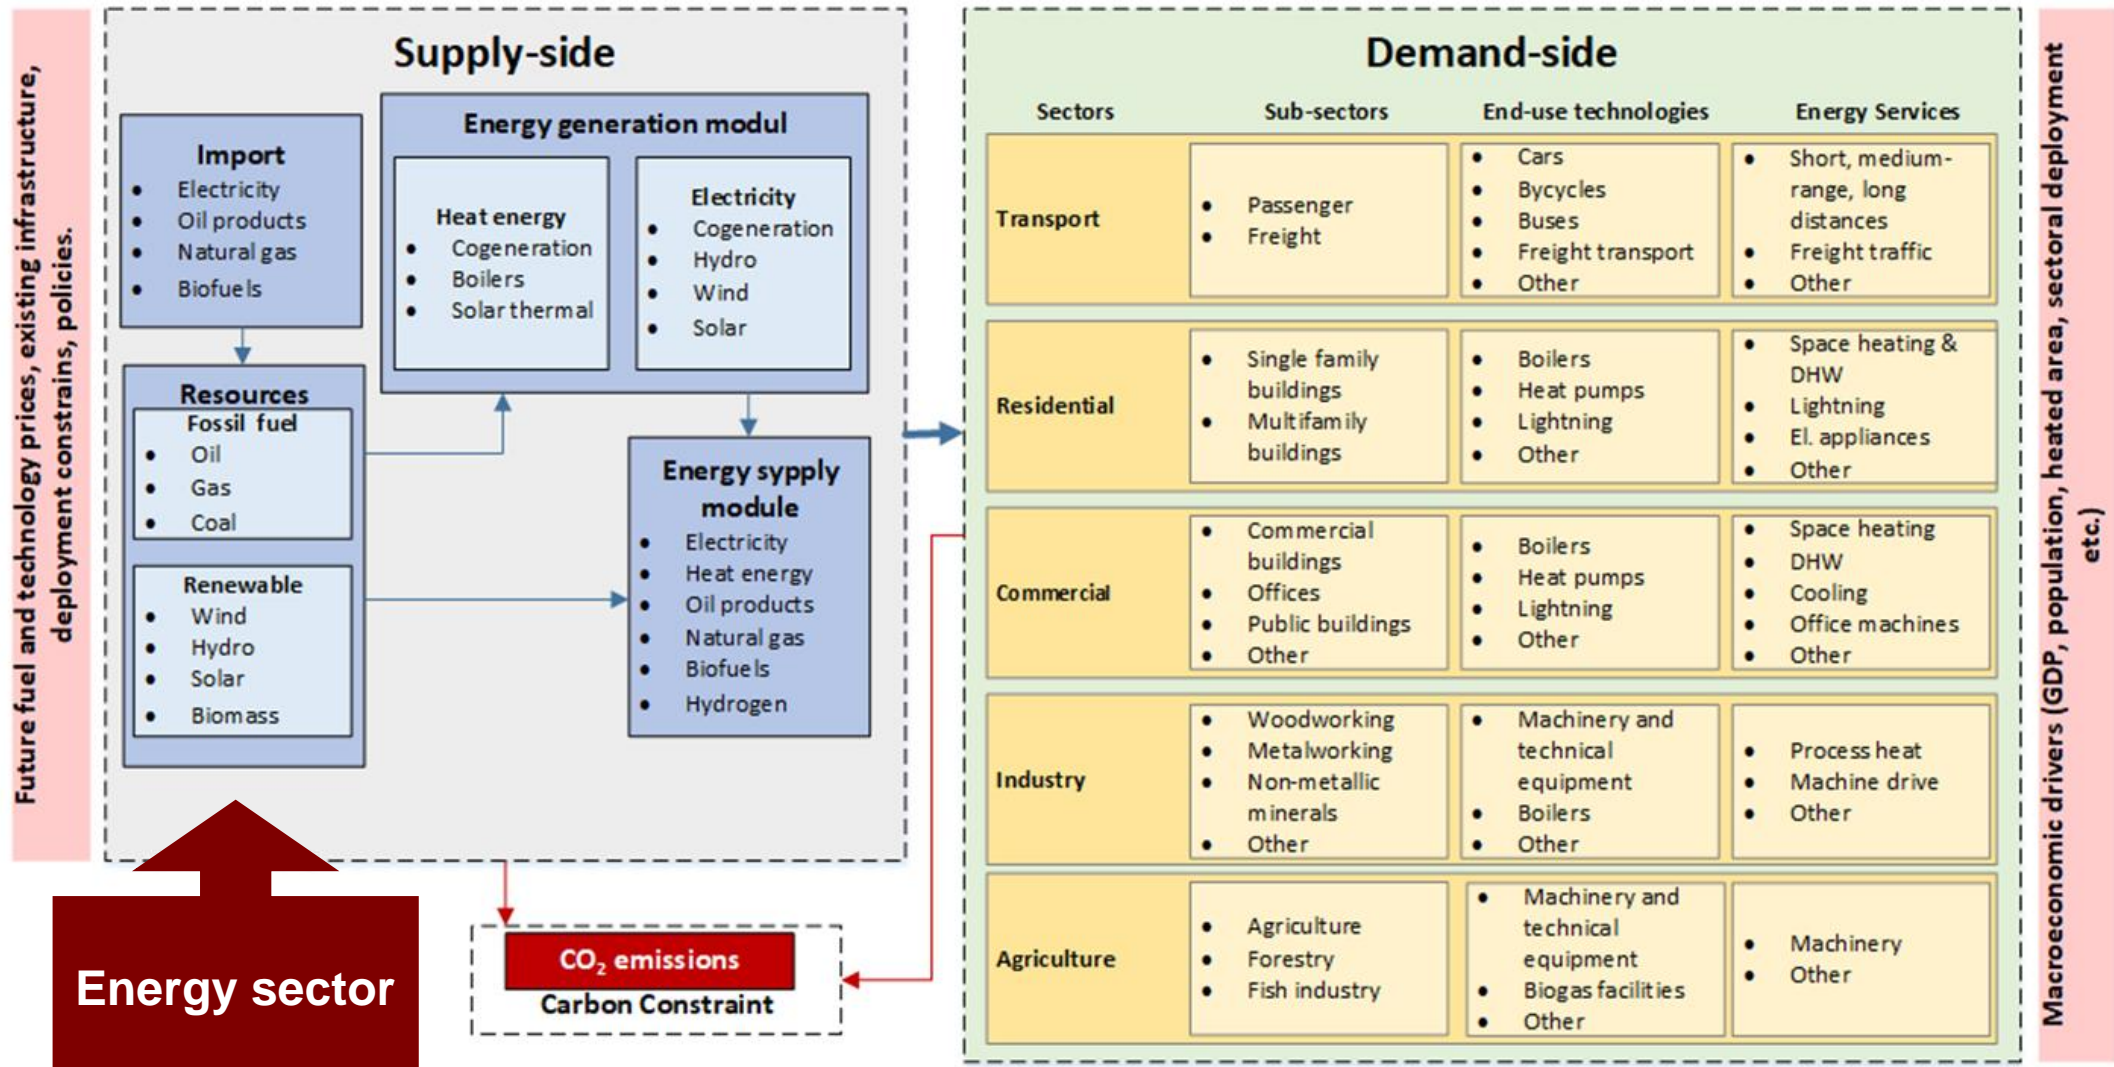 Future fuel and technology prices, existing infrastructure,
deployment constrains, policies.
Supply-side
Import
• Electricity
• Oil products
• Natural gas
• Biofuels
Energy generation modul
Heat energy
• Cogeneration
• Boilers
• Solar thermal
Electricity
• Cogeneration
• Hydro
• Wind
• Solar
Resources
Fossil fuel
• Oil
• Gas
• Coal
Renewable
• Wind
• Hydro
• Solar
• Biomass
Energy sypply
module
• Electricity
• Heat energy
• Oil products
• Natural gas
• Biofuels
• Hydrogen
Energy sector
CO₂ emissions
Carbon Constraint
Demand-side
Sectors Sub-sectors End-use technologies Energy Services
Transport
• Passenger
• Freight
• Cars
• Bycycles
• Buses
• Freight transport
• Other
• Short, medium-
range, long
distances
• Freight traffic
• Other
Residential
• Single family
buildings
• Multifamily
buildings
• Boilers
• Heat pumps
• Lightning
• Other
• Space heating &
DHW
• Lightning
• El. appliances
• Other
Commercial
• Commercial
buildings
• Offices
• Public buildings
• Other
• Boilers
• Heat pumps
• Lightning
• Other
• Space heating
• DHW
• Cooling
• Office machines
• Other
Industry
• Woodworking
• Metalworking
• Non-metallic
minerals
• Other
• Machinery and
technical
equipment
• Boilers
• Other
• Process heat
• Machine drive
• Other
Agriculture
• Agriculture
• Forestry
• Fish industry
• Machinery and
technical
equipment
• Biogas facilities
• Other
• Machinery
• Other
Macroeconomic drivers (GDP, population, heated area, sectoral deployment
etc.)